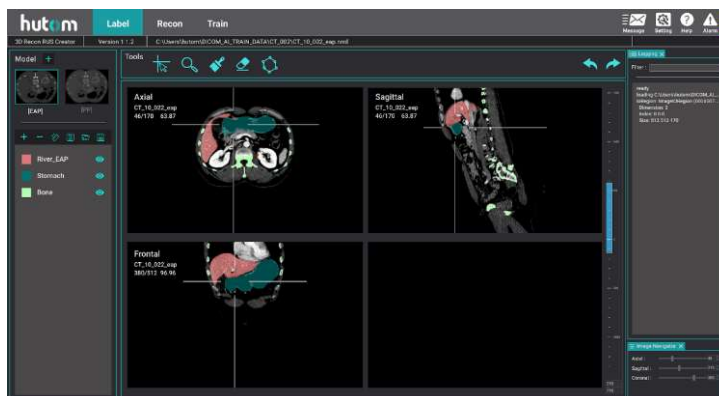 hutom
Label
Recon
Train
Message
Setting
Help
Alarm
3D Recon RUS Creator
Version 1.1.2
Model +
[EAP]
River_EAP
Stomach
Bone
Tools
Axial
CT_10_022_eap
46/170 63.87
Sagittal
CT_10_022_eap
46/170 63.87
Frontal
CT_10_022_eap
380/512 96.96
Filter :
ready
Image Navigator
Axial :
Sagittal :
Coronal :